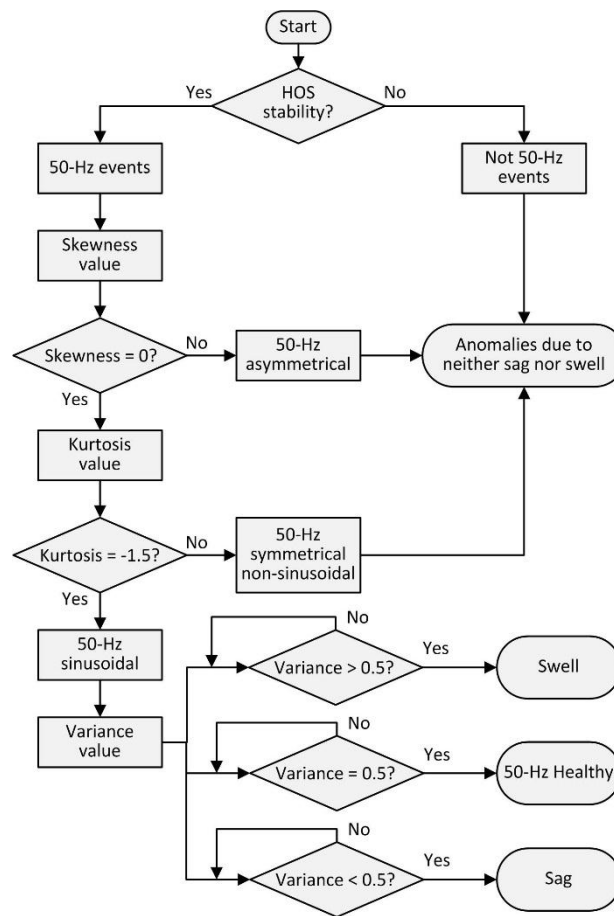 Start
HOS
stability?
Yes
No
50-Hz events
Not 50-Hz
events
Skewness
value
Skewness = 0?
No
50-Hz
asymmetrical
Anomalies due to
neither sag nor swell
Yes
Kurtosis
value
Kurtosis = -1.5?
No
50-Hz
symmetrical
non-sinusoidal
Yes
50-Hz
sinusoidal
No
Variance > 0.5?
Yes
Swell
Variance
value
No
Variance = 0.5?
Yes
50-Hz Healthy
No
Variance < 0.5?
Yes
Sag